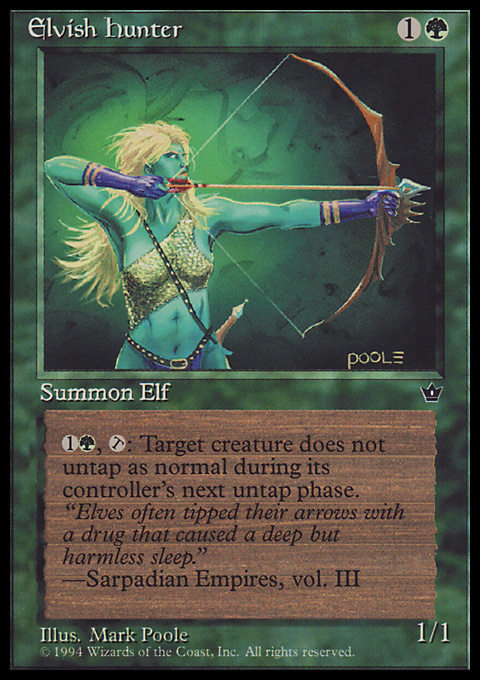 Elvish Hunter 1
POOLE
Summon Elf
1, T: Target creature does not
untap as normal during its
controller's next untap phase.
"Elves often tipped their arrows with
a drug that caused a deep but
harmless sleep."
—Sarpadian Empires, vol. III
Illus. Mark Poole 1/1
© 1994 Wizards of the Coast, Inc. All rights reserved.